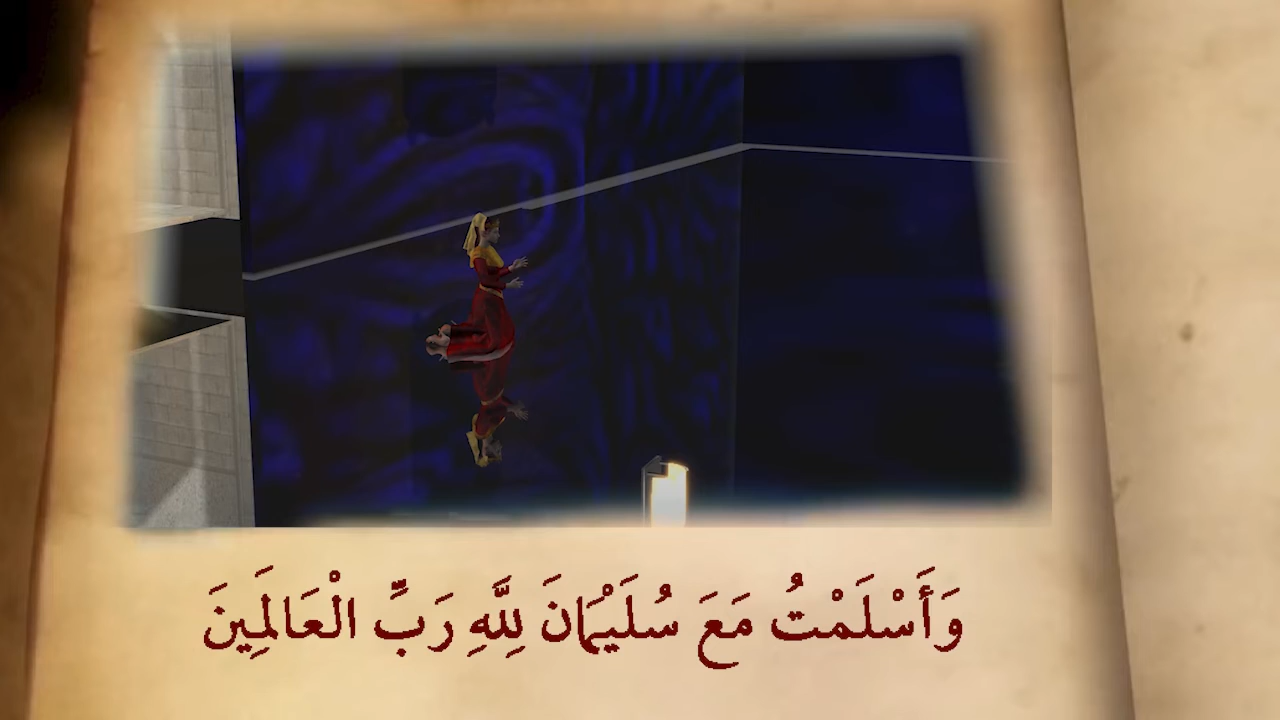 وَأَسْلَمْتُ مَعَ سُلَيْمَانَ لِلَّهِ رَبِّ الْعَالَمِينَ